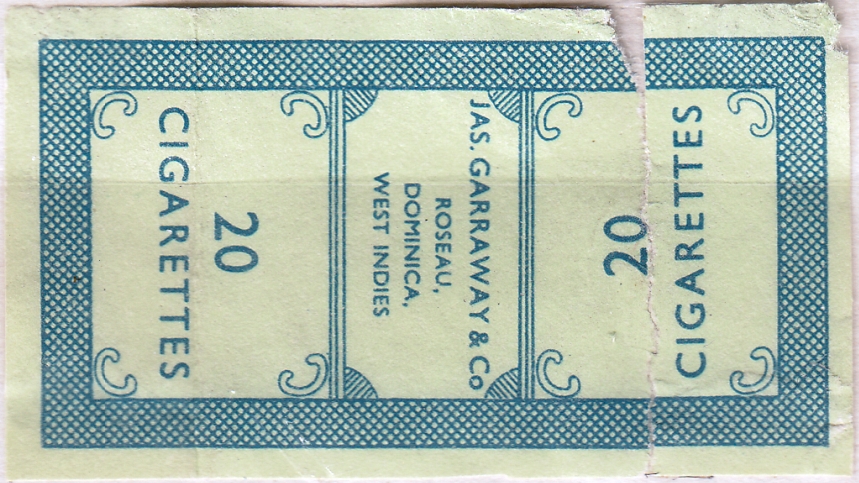 CIGARETTES
20
JAS. GARRAWAY & Co
ROSEAU,
DOMINICA,
WEST INDIES
20
CIGARETTES